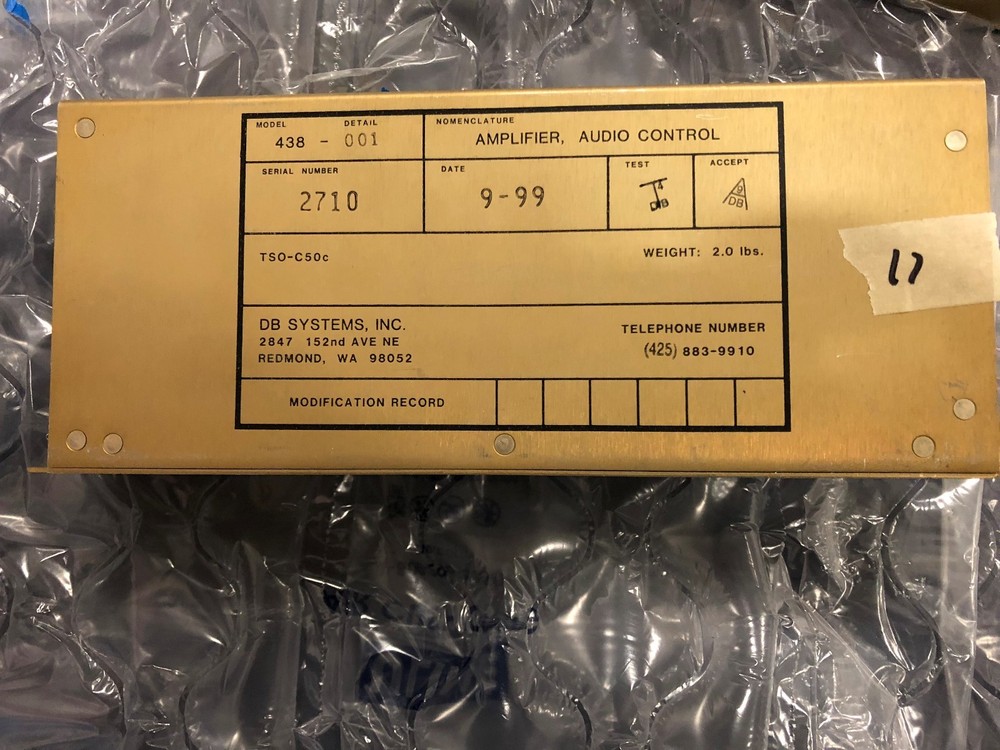 MODEL DETAIL
438 - 001
NOMENCLATURE
AMPLIFIER, AUDIO CONTROL
SERIAL NUMBER
2710
DATE
9-99
TEST
ACCEPT
DB
TSO-C50c
WEIGHT: 2.0 lbs.
DB SYSTEMS, INC.
2847 152nd AVE NE
REDMOND, WA 98052
TELEPHONE NUMBER
(425) 883-9910
MODIFICATION RECORD
17